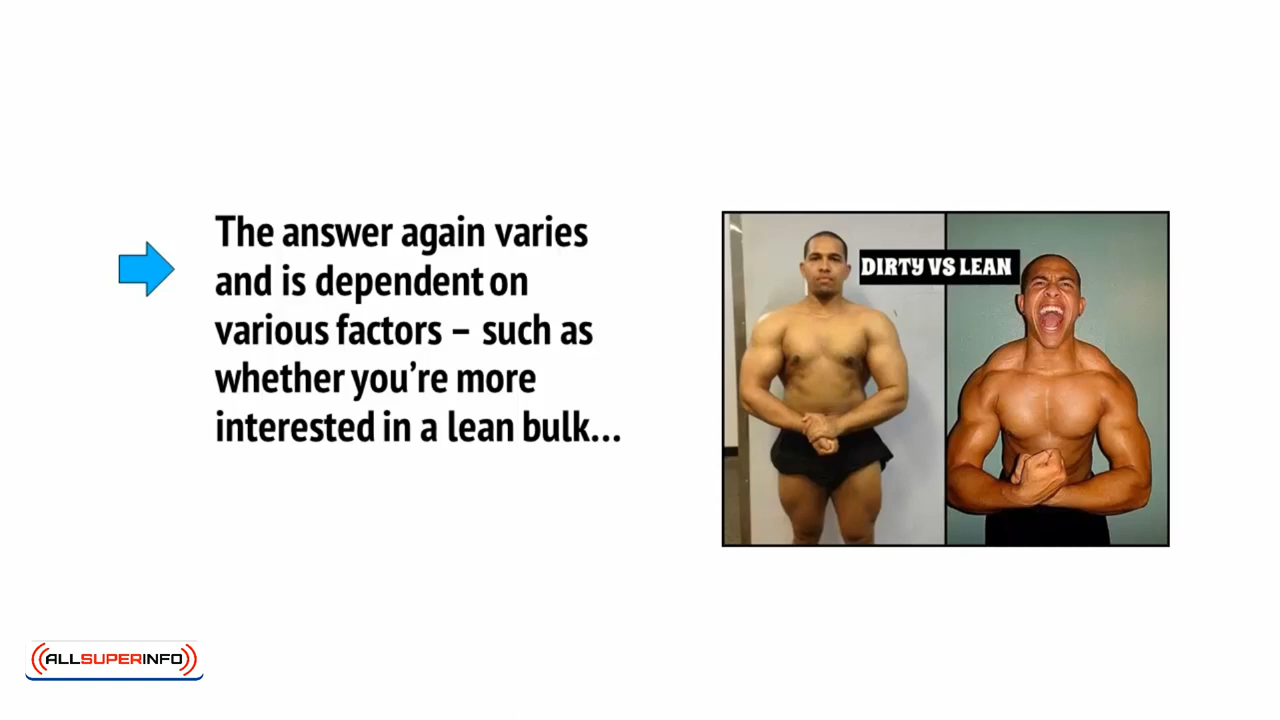 The answer again varies
and is dependent on
various factors – such as
whether you're more
interested in a lean bulk...
DIRTY VS LEAN
ALLSUPERINFO